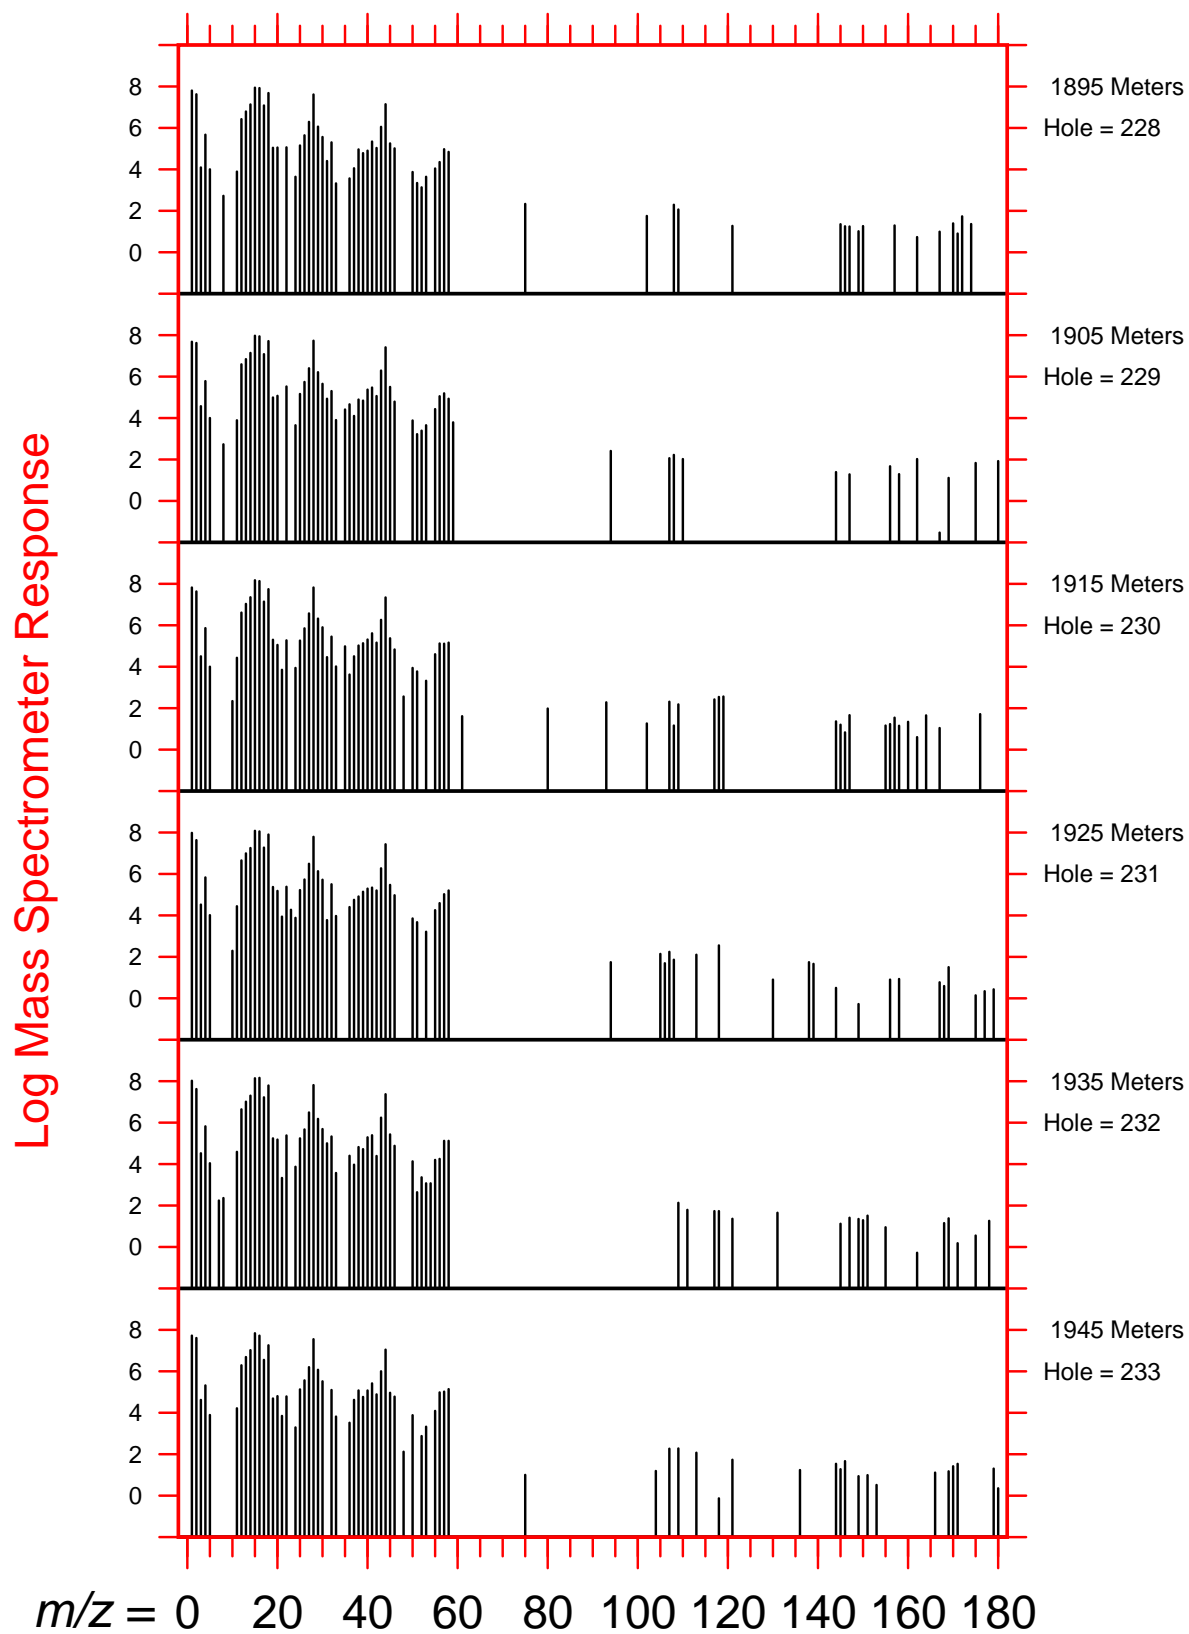 8 1895 Meters
6 Hole = 228
4
2
0
8 1905 Meters
6 Hole = 229
4
2
0
8 1915 Meters
6 Hole = 230
4
2
0
8 1925 Meters
6 Hole = 231
4
2
0
8 1935 Meters
6 Hole = 232
4
2
0
8 1945 Meters
6 Hole = 233
4
2
0
Log Mass Spectrometer Response
m/z = 0 20 40 60 80 100 120 140 160 180